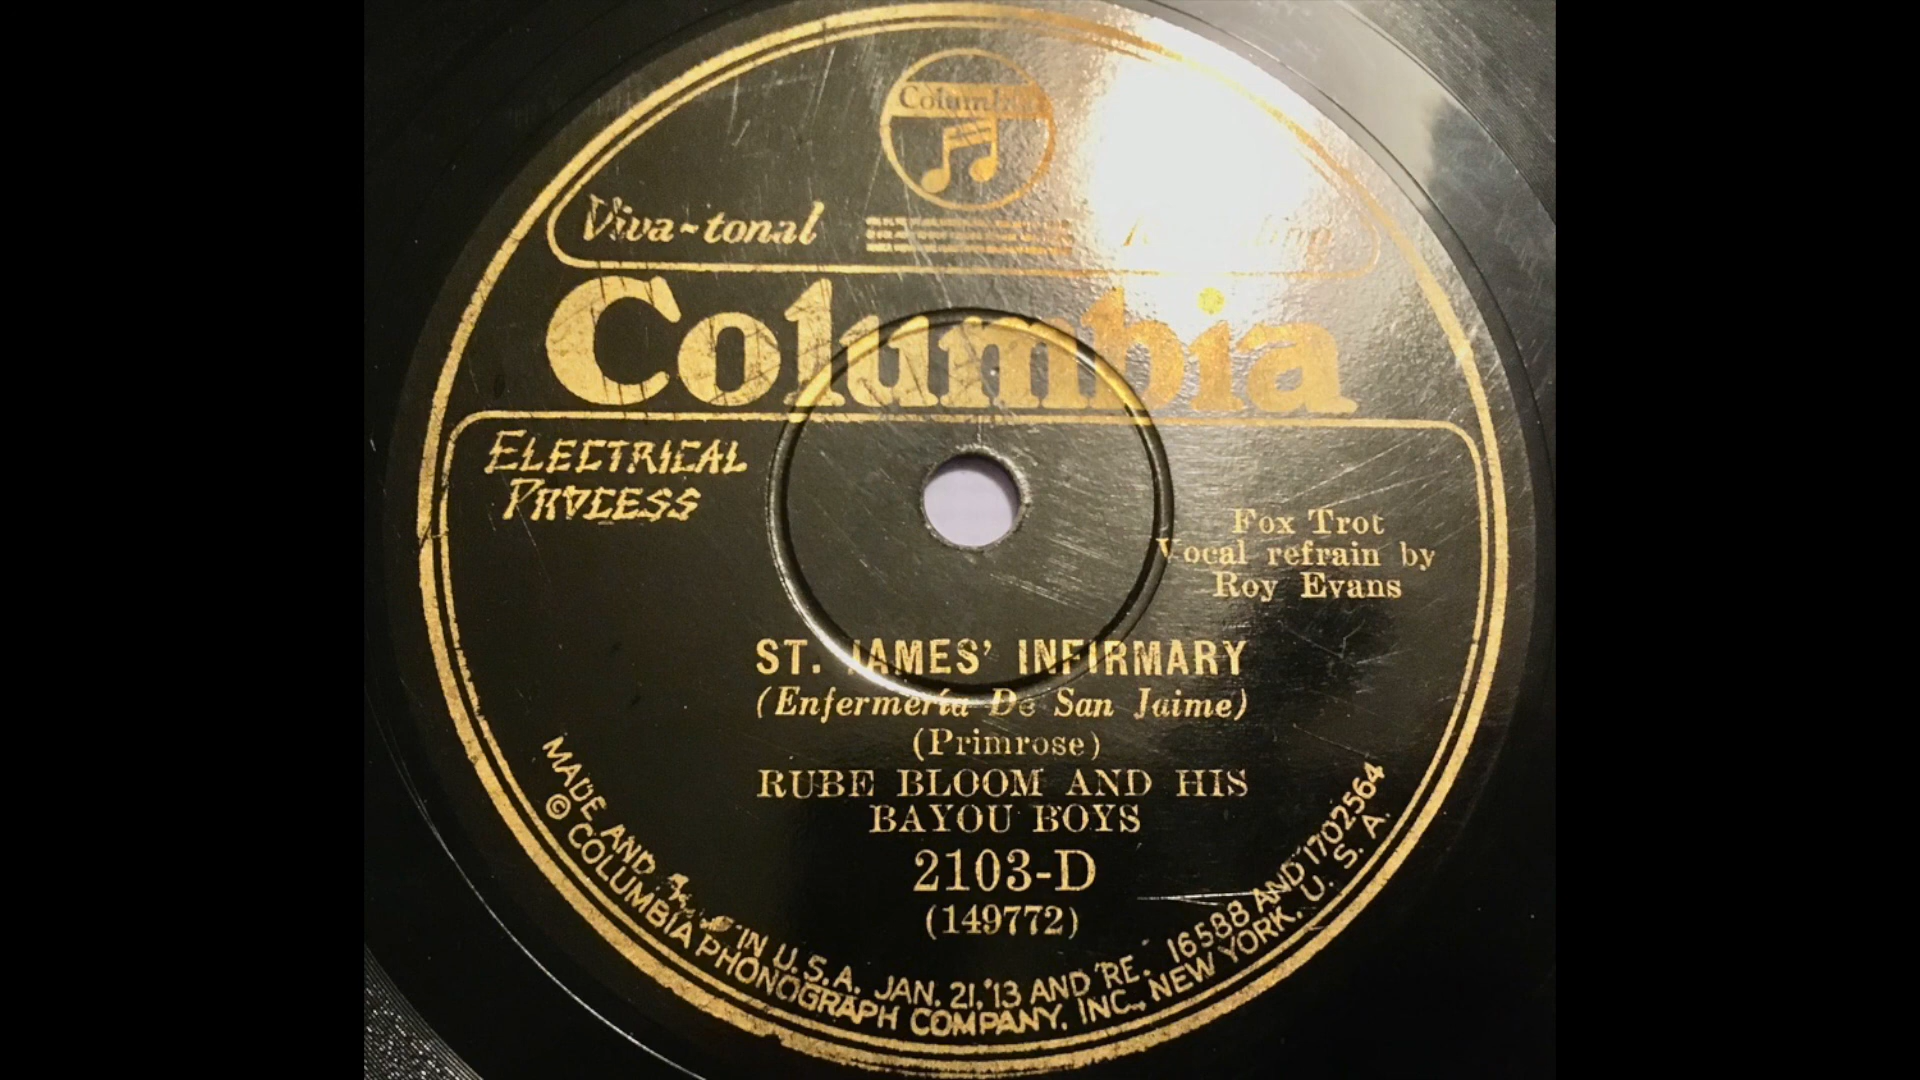 Columbia
Viva-tonal
Columbia
ELECTRICAL
PROCESS
Fox Trot
Vocal refrain by
Roy Evans
ST. JAMES' INFIRMARY
(Enfermería De San Jaime)
(Primrose)
RUBE BLOOM AND HIS
BAYOU BOYS
2103-D
(149772)
MADE AND IN U.S.A. JAN. 21, '13 AND RE. 16588 AND 1702564
© COLUMBIA PHONOGRAPH COMPANY, INC., NEW YORK. U. S. A.